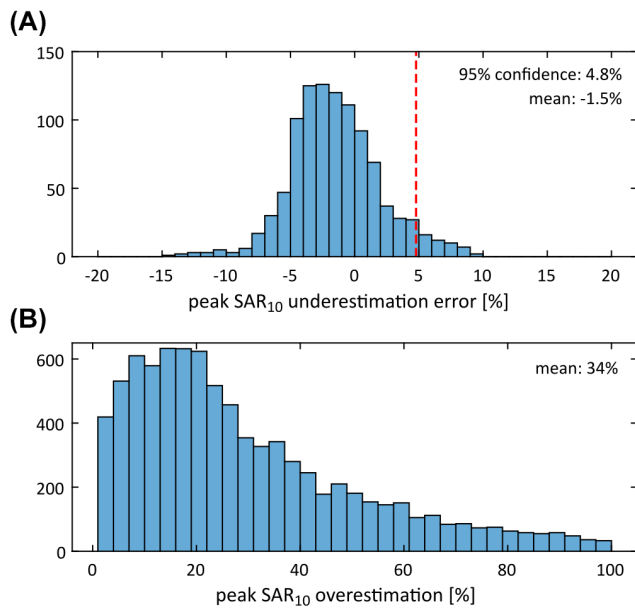 (A)
150
100
50
0
95% confidence: 4.8%
mean: -1.5%
-20 -15 -10 -5 0 5 10 15 20
peak SAR10 underestimation error [%]
(B)
600
400
200
0
mean: 34%
0 20 40 60 80 100
peak SAR10 overestimation [%]